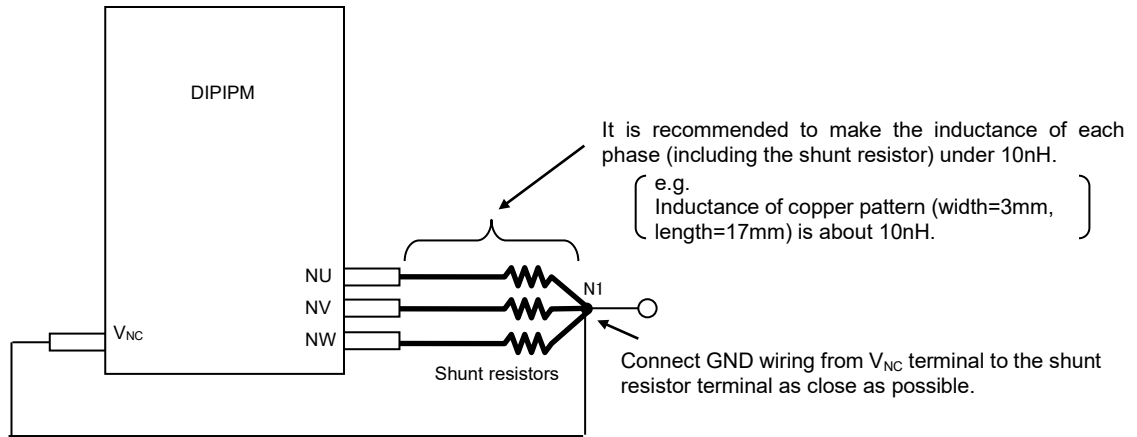 DIPIPM
It is recommended to make the inductance of each
phase (including the shunt resistor) under 10nH.
e.g.
Inductance of copper pattern (width=3mm,
length=17mm) is about 10nH.
NU
N1
NV
VNC
NW
Shunt resistors
Connect GND wiring from VNC terminal to the shunt
resistor terminal as close as possible.